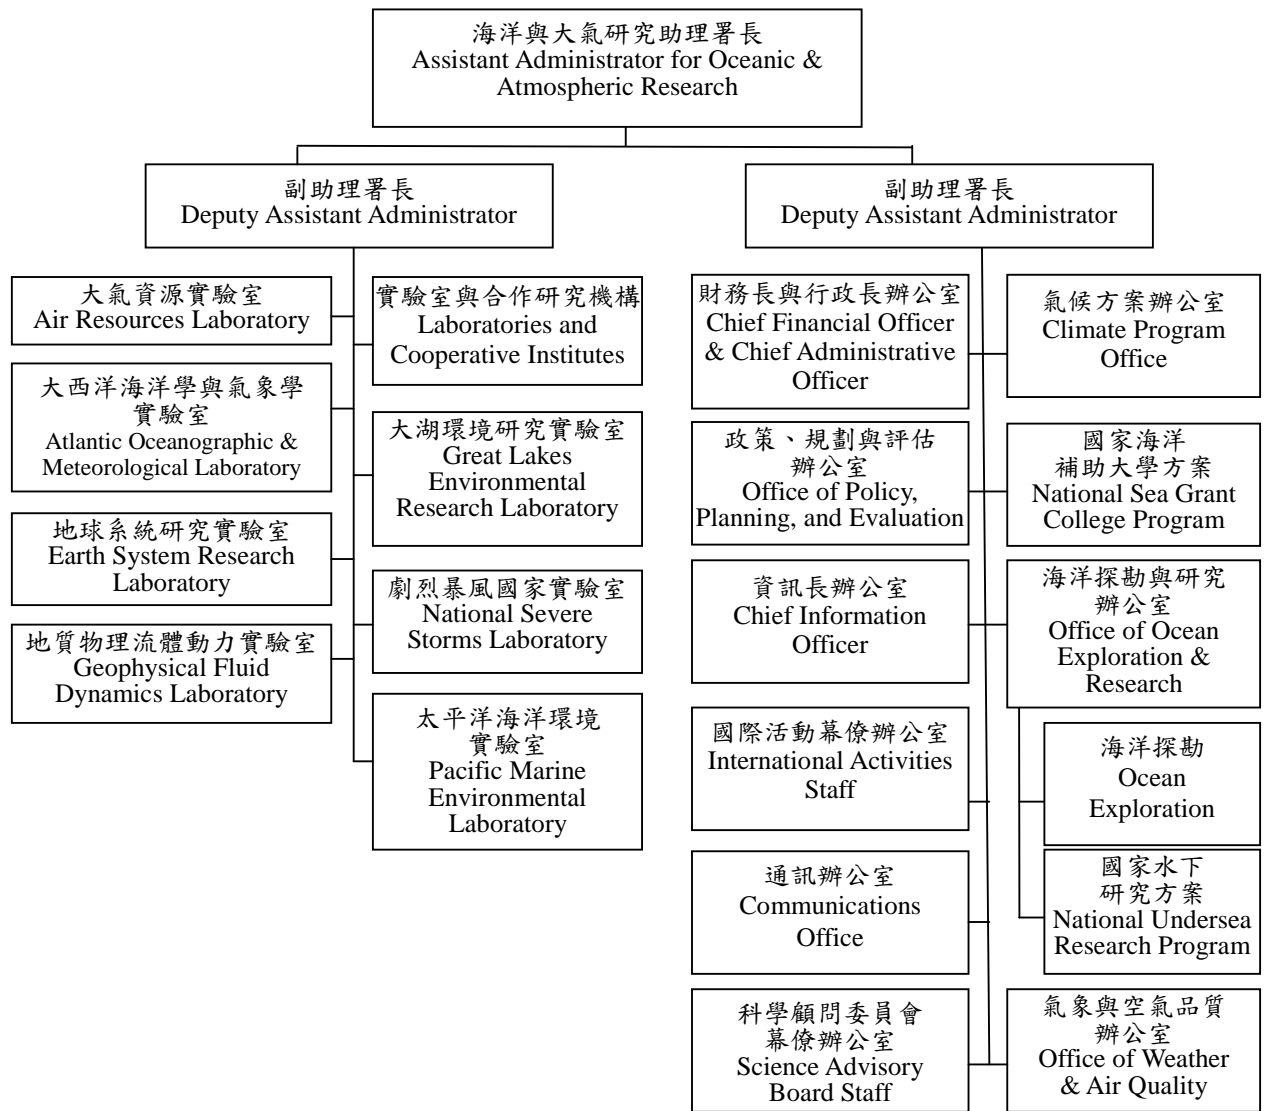 海洋與大氣研究助理署長
Assistant Administrator for Oceanic &
Atmospheric Research
副助理署長
Deputy Assistant Administrator
副助理署長
Deputy Assistant Administrator
大氣資源實驗室
Air Resources Laboratory
實驗室與合作研究機構
Laboratories and
Cooperative Institutes
大西洋海洋學與氣象學
實驗室
Atlantic Oceanographic &
Meteorological Laboratory
大湖環境研究實驗室
Great Lakes
Environmental
Research Laboratory
地球系統研究實驗室
Earth System Research
Laboratory
劇烈暴風國家實驗室
National Severe
Storms Laboratory
地質物理流體動力實驗室
Geophysical Fluid
Dynamics Laboratory
太平洋海洋環境
實驗室
Pacific Marine
Environmental
Laboratory
財務長與行政長辦公室
Chief Financial Officer
& Chief Administrative
Officer
氣候方案辦公室
Climate Program
Office
政策、規劃與評估
辦公室
Office of Policy,
Planning, and Evaluation
國家海洋
補助大學方案
National Sea Grant
College Program
資訊長辦公室
Chief Information
Officer
海洋探勘與研究
辦公室
Office of Ocean
Exploration &
Research
國際活動幕僚辦公室
International Activities
Staff
海洋探勘
Ocean
Exploration
通訊辦公室
Communications
Office
國家水下
研究方案
National Undersea
Research Program
科學顧問委員會
幕僚辦公室
Science Advisory
Board Staff
氣象與空氣品質
辦公室
Office of Weather
& Air Quality